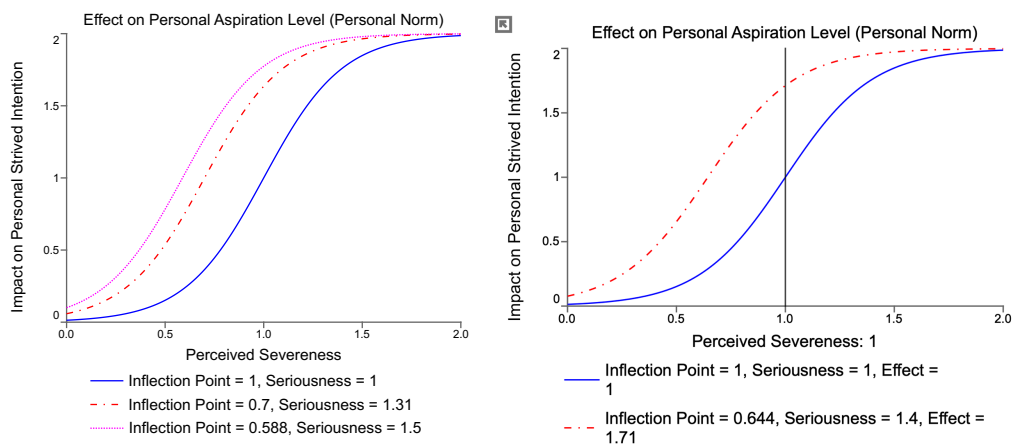 Effect on Personal Aspiration Level (Personal Norm)
Impact on Personal Strived Intention
2
1.5
1
0.5
0
0.0
0.5
1.0
1.5
2.0
Perceived Severeness
Inflection Point = 1, Seriousness = 1
Inflection Point = 0.7, Seriousness = 1.31
Inflection Point = 0.588, Seriousness = 1.5
Effect on Personal Aspiration Level (Personal Norm)
Impact on Personal Strived Intention
2
1.5
1
0.5
0
0.0
0.5
1.0
1.5
2.0
Perceived Severeness: 1
Inflection Point = 1, Seriousness = 1, Effect =
1
Inflection Point = 0.644, Seriousness = 1.4, Effect =
1.71